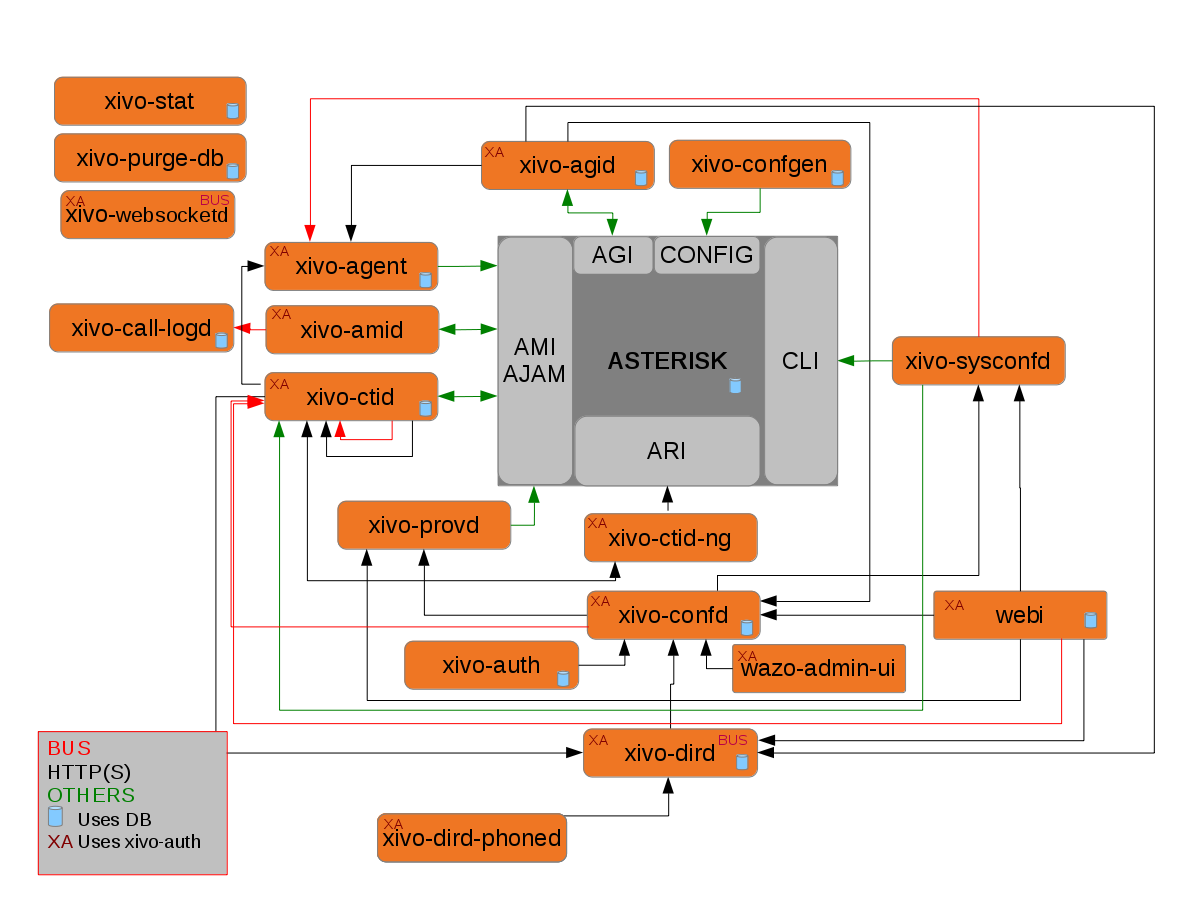 xivo-stat
xivo-purge-db
XA BUS
xivo-websocketd
XA
xivo-agid
xivo-confgen
XA
xivo-agent
xivo-call-logd
XA
xivo-amid
XA
xivo-ctid
AGI
CONFIG
AMI
AJAM
ASTERISK
CLI
ARI
xivo-sysconfd
xivo-provd
XA
xivo-ctid-ng
XA
xivo-confd
XA
webi
xivo-auth
XA
wazo-admin-ui
XA BUS
xivo-dird
XA
xivo-dird-phoned
BUS
HTTP(S)
OTHERS
Uses DB
XA Uses xivo-auth